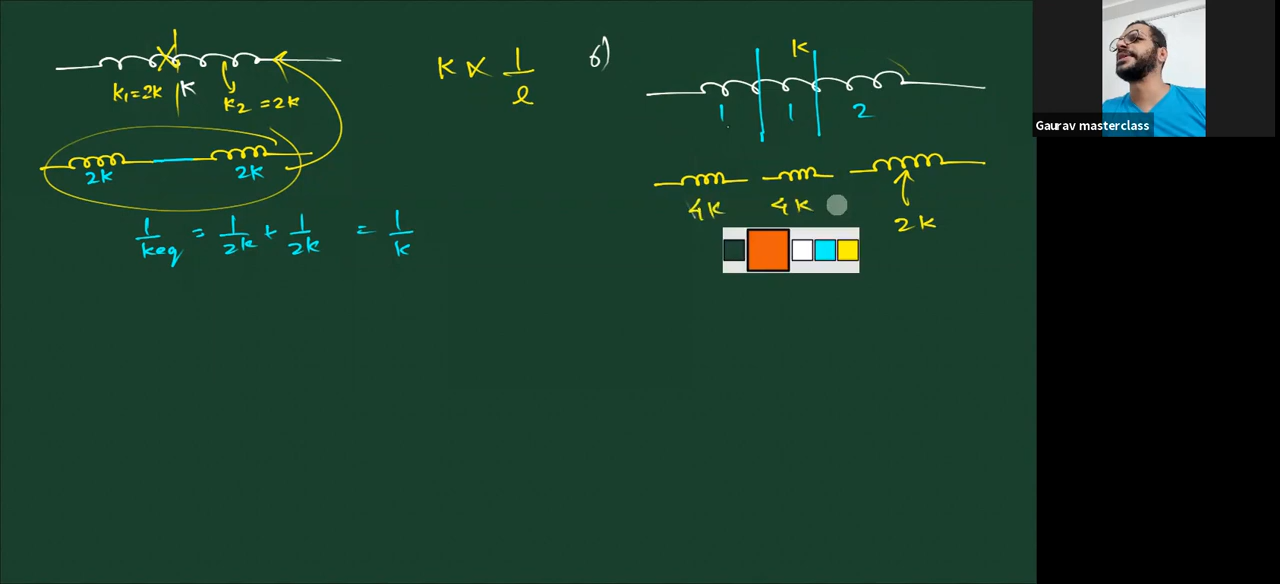 K₁ = 2K
K
K₂ = 2K
2K
2K
1/Keq = 1/2K + 1/2K = 1/K
K ∝ 1/l
6)
K
1
1
2
4K
4K
2K
Gaurav masterclass